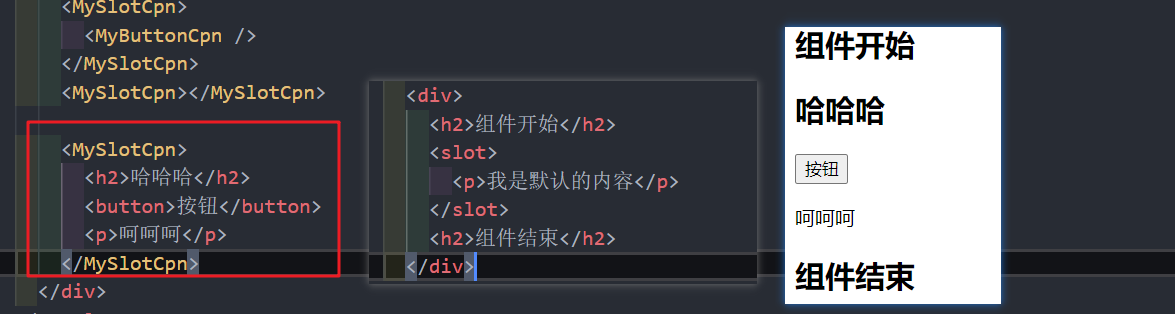 <MySlotCpn>
<MyButtonCpn />
</MySlotCpn>
<MySlotCpn></MySlotCpn>
<MySlotCpn>
<h2>哈哈哈</h2>
<button>按钮</button>
<p>呵呵呵</p>
</MySlotCpn>
</div>
<div>
<h2>组件开始</h2>
<slot>
<p>我是默认的内容</p>
</slot>
<h2>组件结束</h2>
</div>
组件开始
哈哈哈
按钮
呵呵呵
组件结束